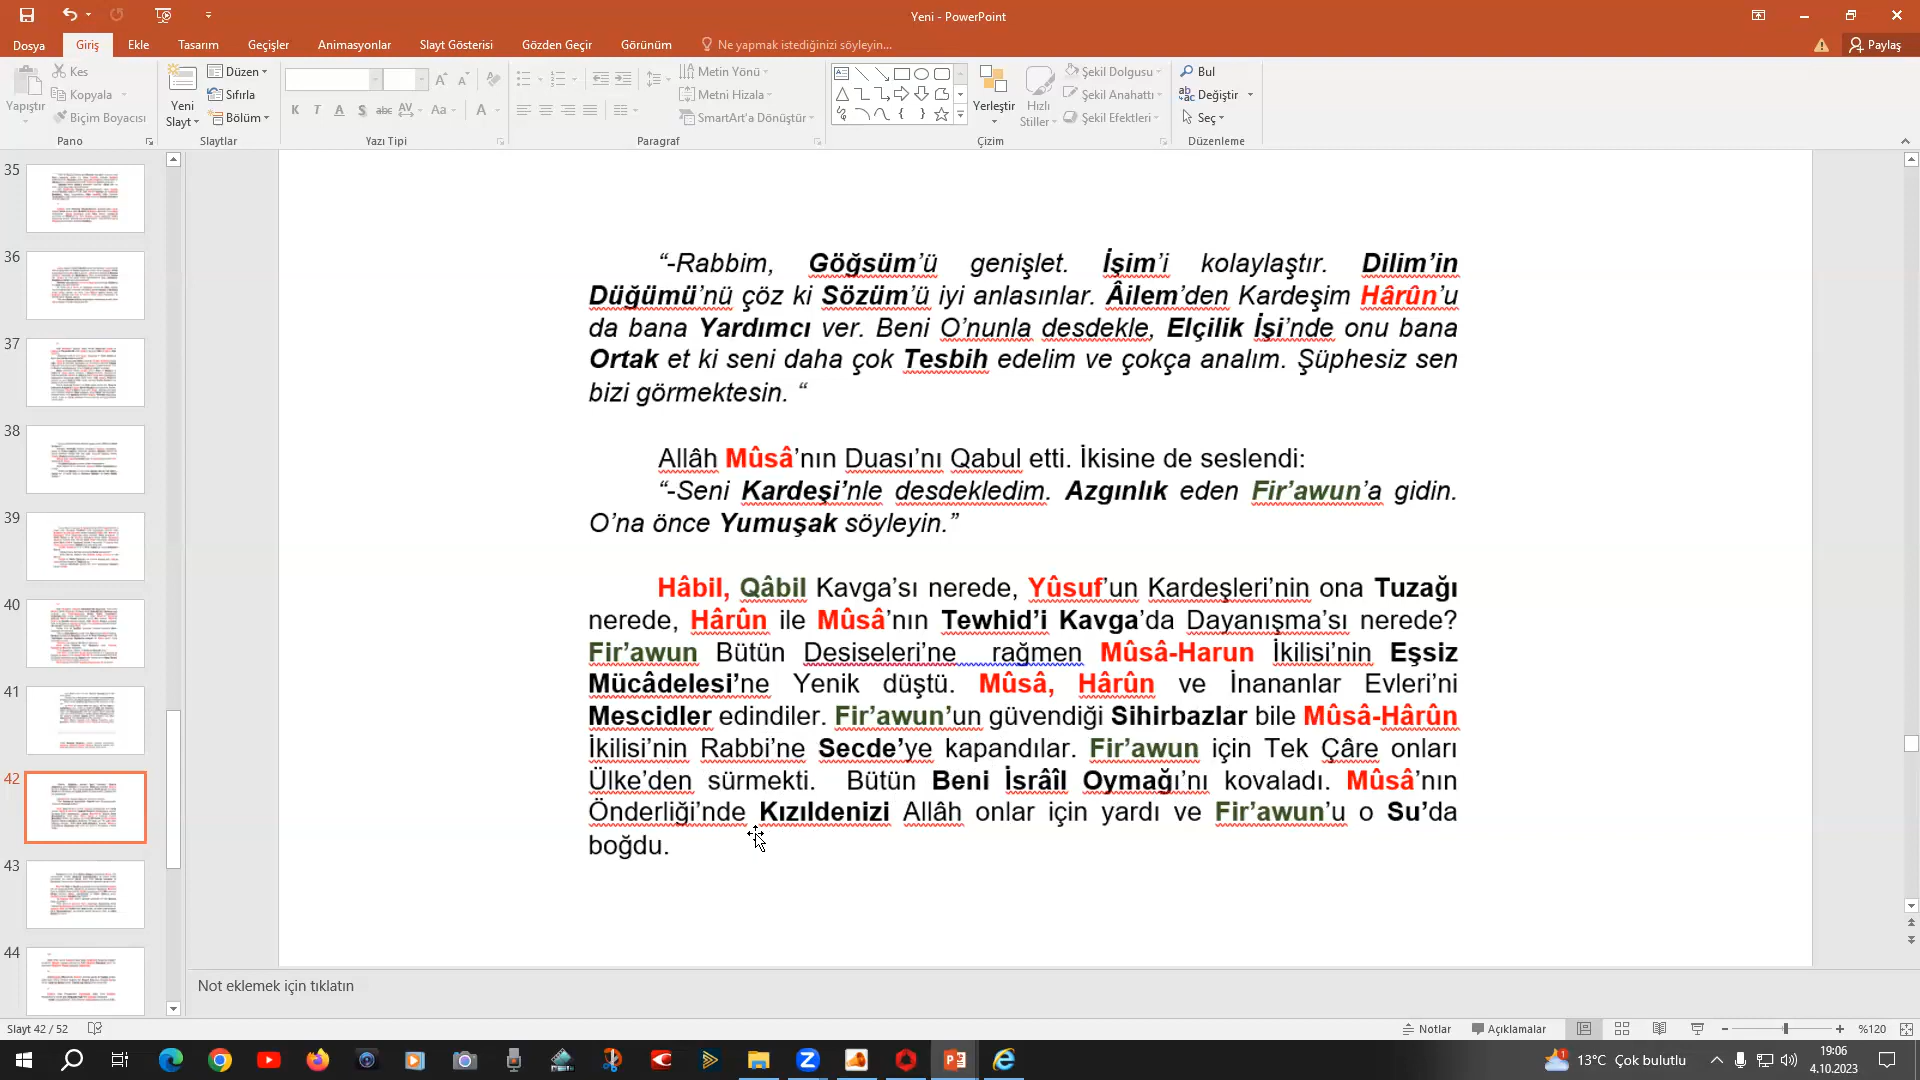 Yeni - PowerPoint
Dosya Giriş Ekle Tasarım Geçişler Animasyonlar Slayt Gösterisi Gözden Geçir Görünüm Ne yapmak istediğinizi söyleyin... Paylaş
Yapıştır
Kes
Kopyala
Biçim Boyacısı
Pano
Yeni
Slayt
Düzen
Sıfırla
Bölüm
Slaytlar
K T A S abc AV Aa A
Yazı Tipi
Metin Yönü
Metni Hizala
SmartArt'a Dönüştür
Paragraf
Yerleştir
Hızlı
Stiller
Şekil Dolgusu
Şekil Anahattı
Şekil Efektleri
Çizim
Bul
Değiştir
Seç
Düzenleme
35
36
37
38
39
40
41
42
43
44
“-Rabbim, Göğsüm’ü genişlet. İşim’i kolaylaştır. Dilim’in
Düğümü’nü çöz ki Sözüm’ü iyi anlasınlar. Âilem’den Kardeşim Hârûn’u
da bana Yardımcı ver. Beni O’nunla desdekle, Elçilik İşi’nde onu bana
Ortak et ki seni daha çok Tesbih edelim ve çokça analım. Şüphesiz sen
bizi görmektesin. “
Allâh Mûsâ’nın Duası’nı Qabul etti. İkisine de seslendi:
“-Seni Kardeşi’nle desdekledim. Azgınlık eden Fir’awun’a gidin.
O’na önce Yumuşak söyleyin.”
Hâbil, Qâbil Kavga’sı nerede, Yûsuf’un Kardeşleri’nin ona Tuzağı
nerede, Hârûn ile Mûsâ’nın Tewhid’i Kavga’da Dayanışma’sı nerede?
Fir’awun Bütün Desiseleri’ne rağmen Mûsâ-Harun İkilisi’nin Eşsiz
Mücâdelesi’ne Yenik düştü. Mûsâ, Hârûn ve İnananlar Evleri’ni
Mescidler edindiler. Fir’awun’un güvendiği Sihirbazlar bile Mûsâ-Hârûn
İkilisi’nin Rabbi’ne Secde’ye kapandılar. Fir’awun için Tek Çâre onları
Ülke’den sürmekti. Bütün Beni İsrâîl Oymağı’nı kovaladı. Mûsâ’nın
Önderliği’nde Kızıldenizi Allâh onlar için yardı ve Fir’awun’u o Su’da
boğdu.
Not eklemek için tıklatın
Slayt 42 / 52 Notlar Açıklamalar %120
13°C Çok bulutlu
19:06
4.10.2023